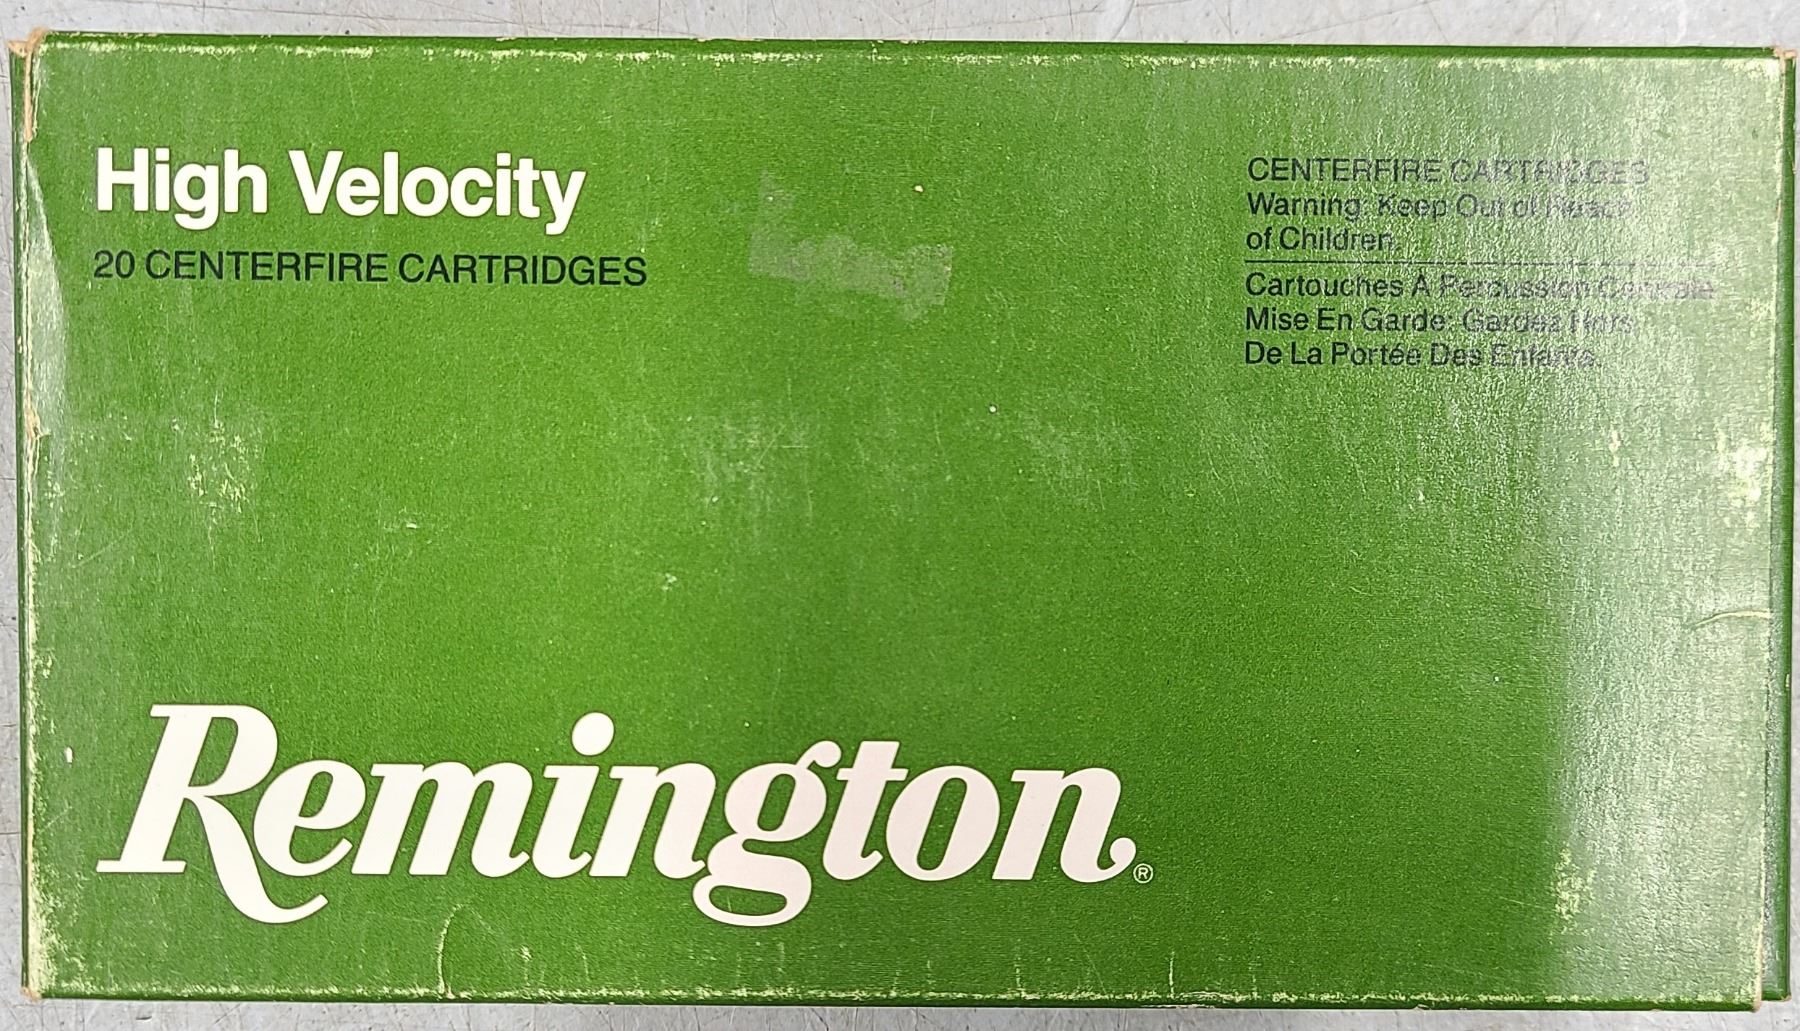 High Velocity
20 CENTERFIRE CARTRIDGES
CENTERFIRE CARTRIDGES
Warning: Keep Out of Reach
of Children.
Cartouches À Percussion Centrale
Mise En Garde: Gardez Hors
De La Portée Des Enfants.
Remington®